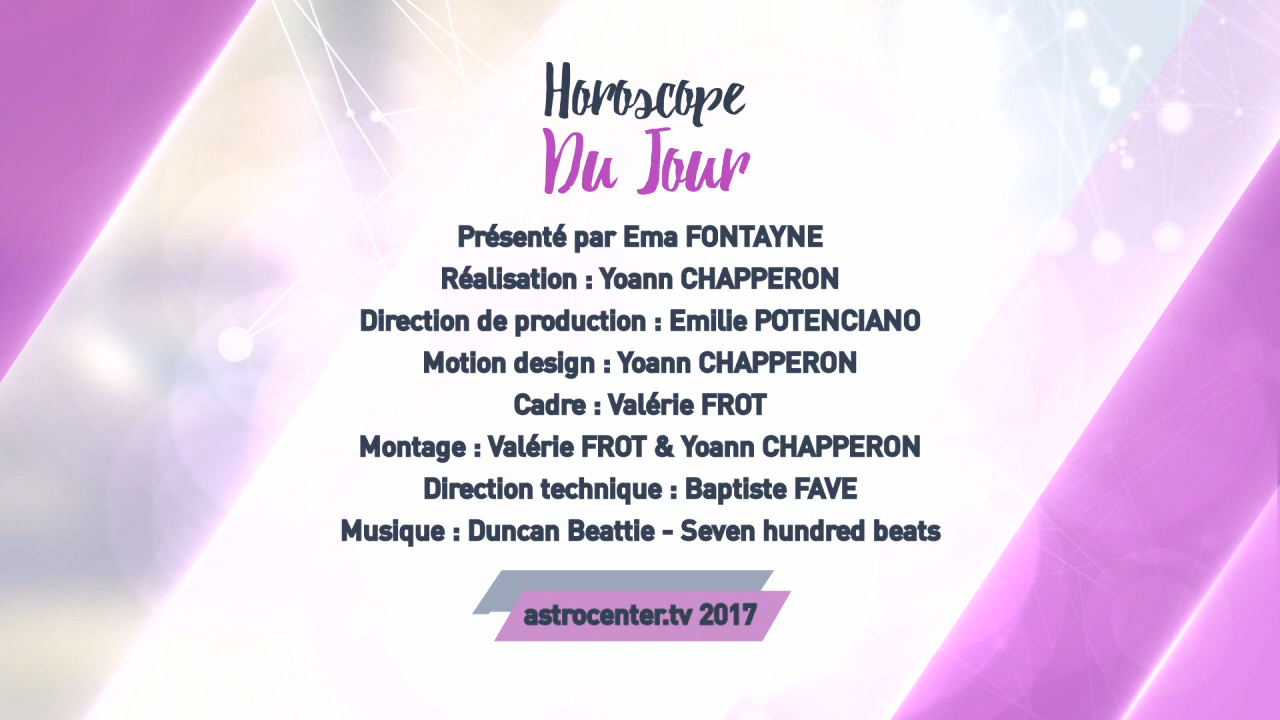 Horoscope
Du Jour
Présenté par Ema FONTAYNE
Réalisation : Yoann CHAPPERON
Direction de production : Emilie POTENCIANO
Motion design : Yoann CHAPPERON
Cadre : Valérie FROT
Montage : Valérie FROT & Yoann CHAPPERON
Direction technique : Baptiste FAVE
Musique : Duncan Beattie - Seven hundred beats
astrocenter.tv 2017